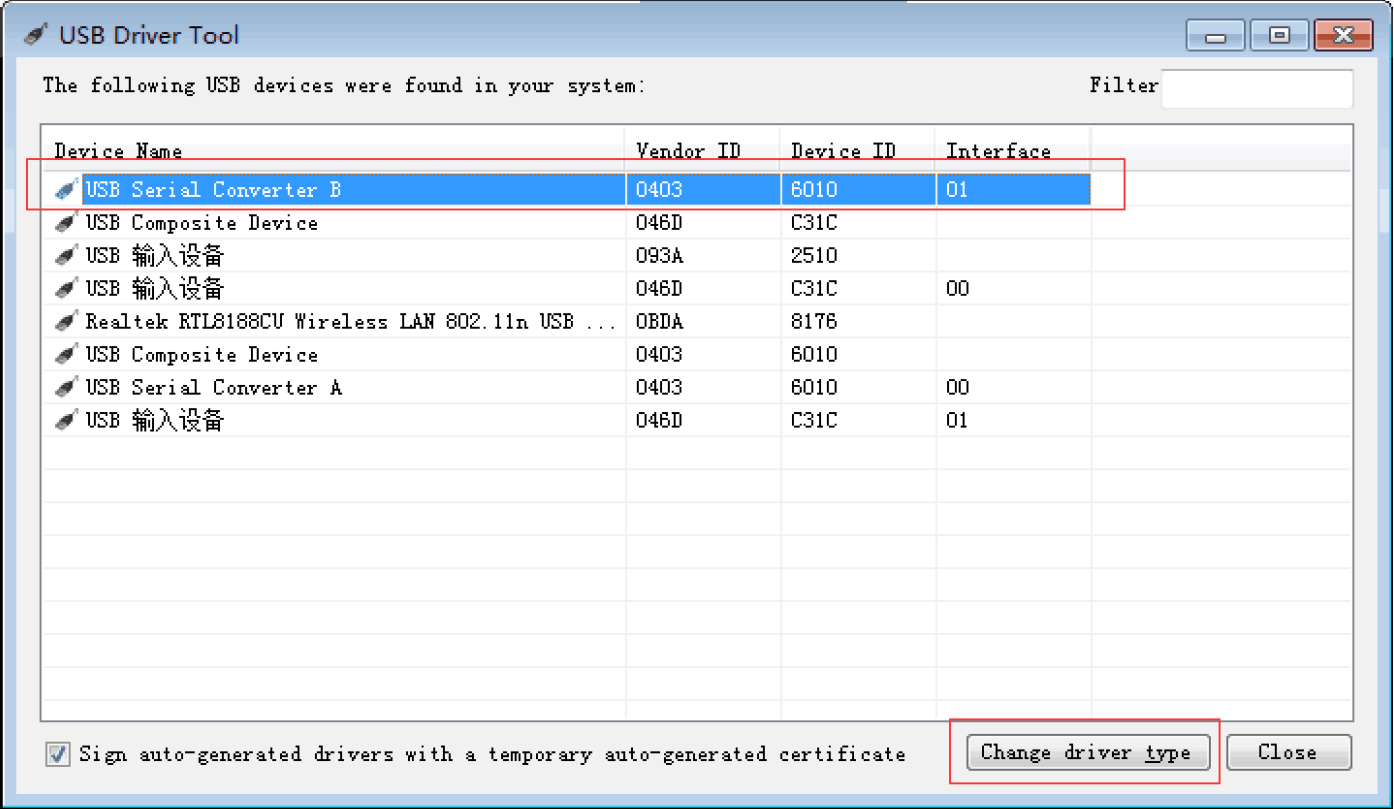 USB Driver Tool
The following USB devices were found in your system: Filter
Device Name Vendor ID Device ID Interface
USB Serial Converter B 0403 6010 01
USB Composite Device 046D C31C
USB 输入设备 093A 2510
USB 输入设备 046D C31C 00
Realtek RTL8188CU Wireless LAN 802.11n USB ... 0BDA 8176
USB Composite Device 0403 6010
USB Serial Converter A 0403 6010 00
USB 输入设备 046D C31C 01
Sign auto-generated drivers with a temporary auto-generated certificate Change driver type Close